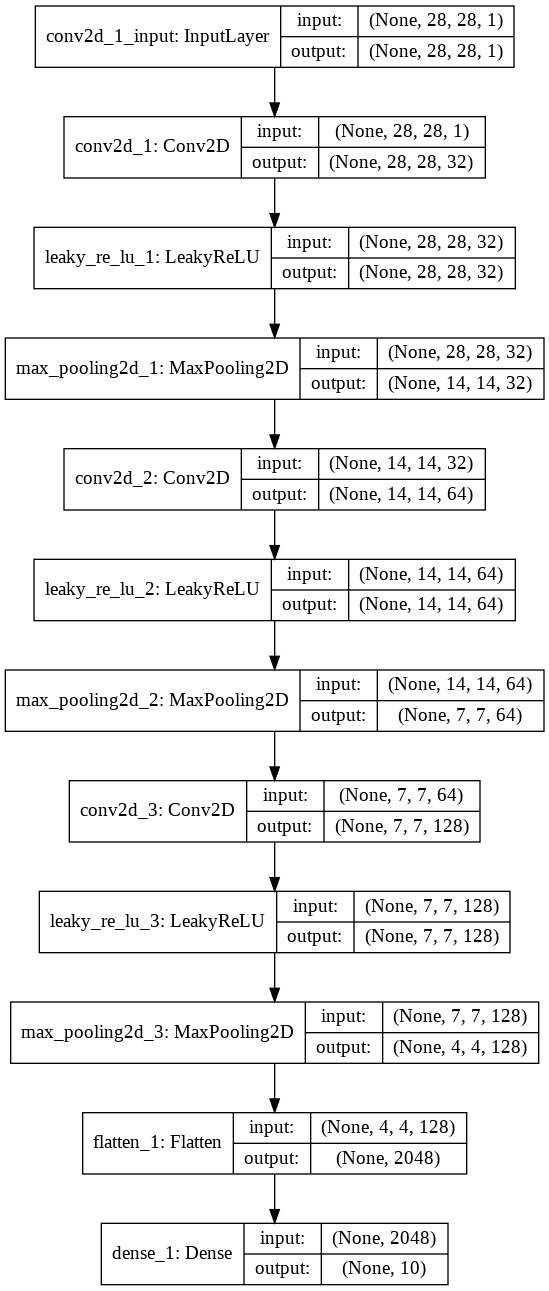 conv2d_1_input: InputLayer
input: (None, 28, 28, 1)
output: (None, 28, 28, 1)
conv2d_1: Conv2D
input: (None, 28, 28, 1)
output: (None, 28, 28, 32)
leaky_re_lu_1: LeakyReLU
input: (None, 28, 28, 32)
output: (None, 28, 28, 32)
max_pooling2d_1: MaxPooling2D
input: (None, 28, 28, 32)
output: (None, 14, 14, 32)
conv2d_2: Conv2D
input: (None, 14, 14, 32)
output: (None, 14, 14, 64)
leaky_re_lu_2: LeakyReLU
input: (None, 14, 14, 64)
output: (None, 14, 14, 64)
max_pooling2d_2: MaxPooling2D
input: (None, 14, 14, 64)
output: (None, 7, 7, 64)
conv2d_3: Conv2D
input: (None, 7, 7, 64)
output: (None, 7, 7, 128)
leaky_re_lu_3: LeakyReLU
input: (None, 7, 7, 128)
output: (None, 7, 7, 128)
max_pooling2d_3: MaxPooling2D
input: (None, 7, 7, 128)
output: (None, 4, 4, 128)
flatten_1: Flatten
input: (None, 4, 4, 128)
output: (None, 2048)
dense_1: Dense
input: (None, 2048)
output: (None, 10)